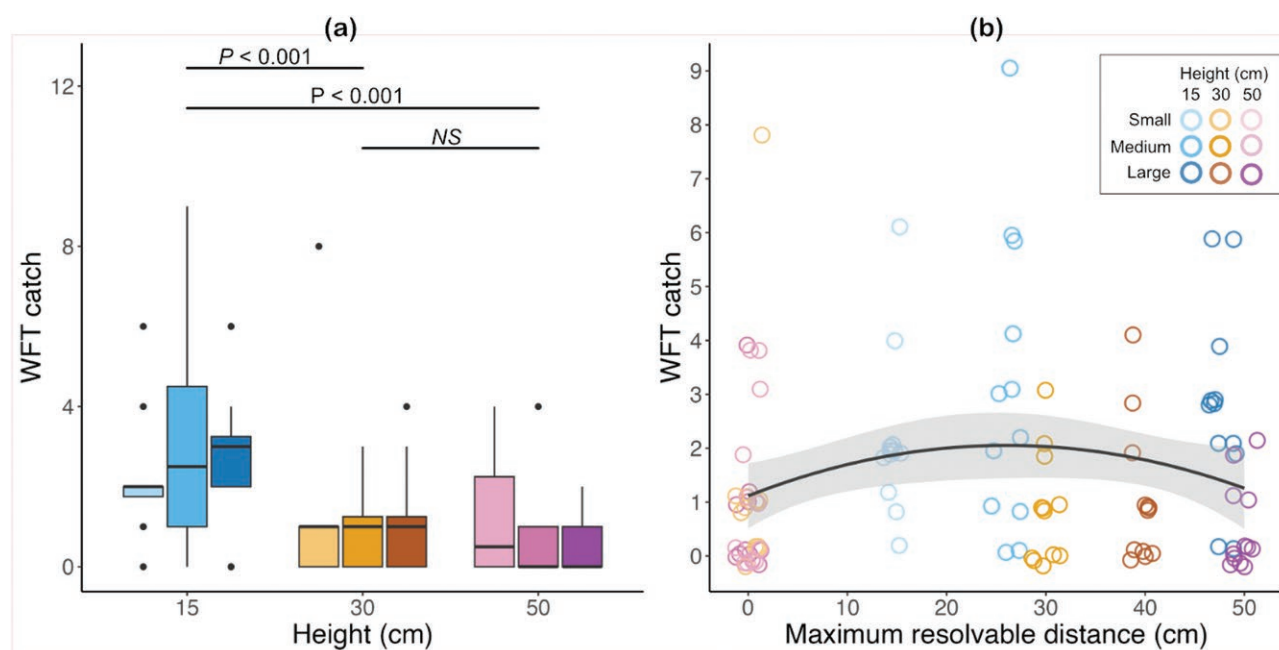 (a)
P < 0.001
P < 0.001
NS
12
8
4
0
WFT catch
15
30
50
Height (cm)
(b)
9
8
7
6
5
4
3
2
1
0
WFT catch
0
10
20
30
40
50
Maximum resolvable distance (cm)
Height (cm)
15 30 50
Small
Medium
Large